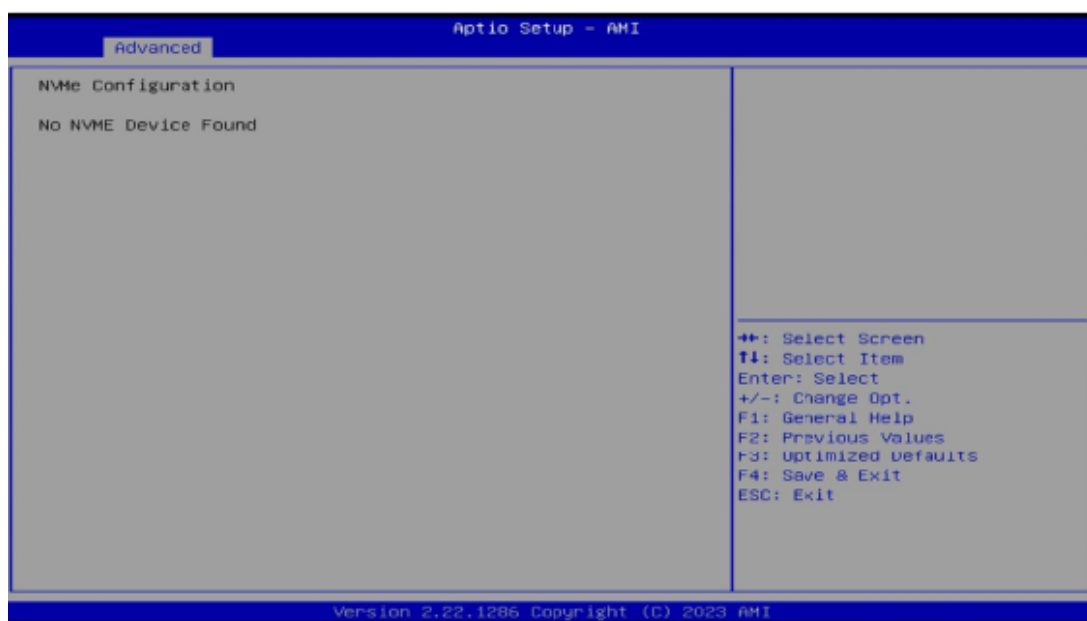 Aptio Setup - AMI
Advanced
NVMe Configuration
No NVME Device Found
→←: Select Screen
↑↓: Select Item
Enter: Select
+/-: Change Opt.
F1: General Help
F2: Previous Values
F3: Optimized Defaults
F4: Save & Exit
ESC: Exit
Version 2.22.1286 Copyright (C) 2023 AMI